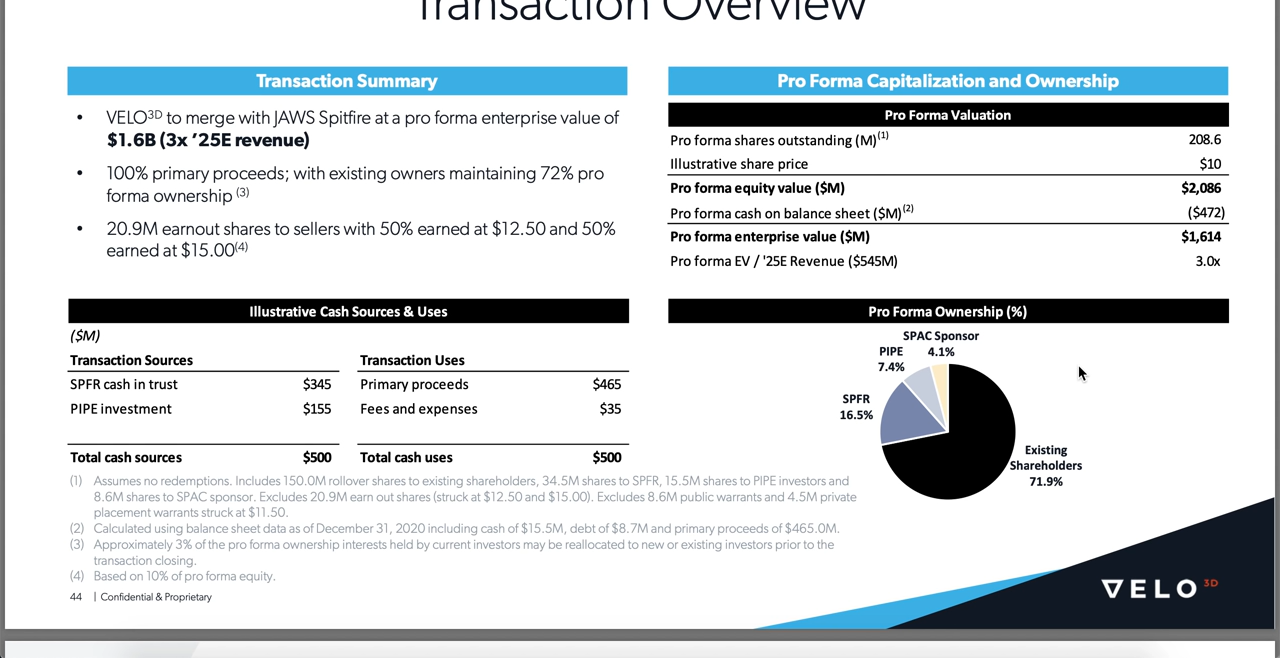 Transaction Overview
Transaction Summary
• VELO3D to merge with JAWS Spitfire at a pro forma enterprise value of
$1.6B (3x ’25E revenue)
• 100% primary proceeds; with existing owners maintaining 72% pro
forma ownership (3)
• 20.9M earnout shares to sellers with 50% earned at $12.50 and 50%
earned at $15.00(4)
Pro Forma Capitalization and Ownership
Pro Forma Valuation
Pro forma shares outstanding (M)(1) 208.6
Illustrative share price $10
Pro forma equity value ($M) $2,086
Pro forma cash on balance sheet ($M)(2) ($472)
Pro forma enterprise value ($M) $1,614
Pro forma EV / '25E Revenue ($545M) 3.0x
Illustrative Cash Sources & Uses
($M)
Transaction Sources Transaction Uses
SPFR cash in trust $345 Primary proceeds $465
PIPE investment $155 Fees and expenses $35
Total cash sources $500 Total cash uses $500
Pro Forma Ownership (%)
SPAC Sponsor
4.1%
PIPE
7.4%
SPFR
16.5%
Existing
Shareholders
71.9%
(1) Assumes no redemptions. Includes 150.0M rollover shares to existing shareholders, 34.5M shares to SPFR, 15.5M shares to PIPE investors and
8.6M shares to SPAC sponsor. Excludes 20.9M earn out shares (struck at $12.50 and $15.00). Excludes 8.6M public warrants and 4.5M private
placement warrants struck at $11.50.
(2) Calculated using balance sheet data as of December 31, 2020 including cash of $15.5M, debt of $8.7M and primary proceeds of $465.0M.
(3) Approximately 3% of the pro forma ownership interests held by current investors may be reallocated to new or existing investors prior to the
transaction closing.
(4) Based on 10% of pro forma equity.
44 | Confidential & Proprietary
VELO 3D